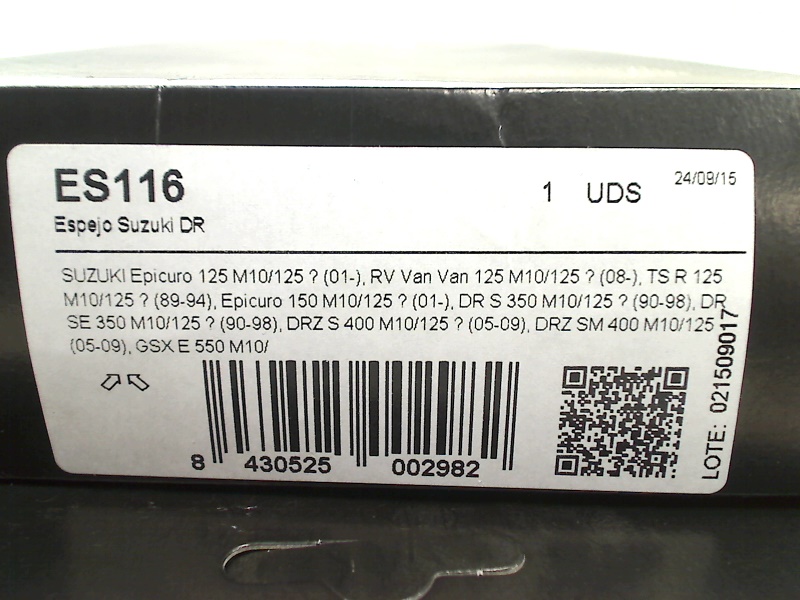 ES116
1 UDS
24/09/15
Espejo Suzuki DR
SUZUKI Epicuro 125 M10/125 ? (01-), RV Van Van 125 M10/125 ? (08-), TS R 125
M10/125 ? (89-94), Epicuro 150 M10/125 ? (01-), DR S 350 M10/125 ? (90-98), DR
SE 350 M10/125 ? (90-98), DRZ S 400 M10/125 ? (05-09), DRZ SM 400 M10/125
(05-09), GSX E 550 M10/
8 430525 002982
LOTE: 021509017